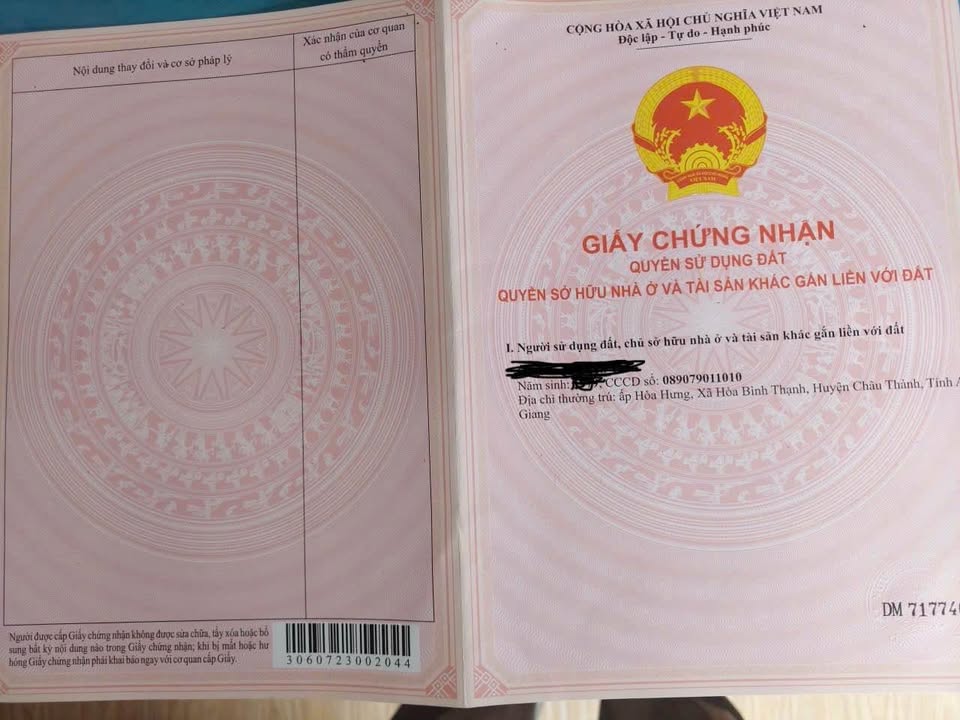 Nội dung thay đổi và cơ sở pháp lý
Xác nhận của cơ quan
có thẩm quyền
Người được cấp Giấy chứng nhận không được sửa chữa, tẩy xóa hoặc bổ
sung bất kỳ nội dung nào trong Giấy chứng nhận; khi bị mất hoặc hư
hỏng Giấy chứng nhận phải khai báo ngay với cơ quan cấp Giấy.
3060723002044
CỘNG HÒA XÃ HỘI CHỦ NGHĨA VIỆT NAM
Độc lập - Tự do - Hạnh phúc
VIỆT NAM
GIẤY CHỨNG NHẬN
QUYỀN SỬ DỤNG ĐẤT
QUYỀN SỞ HỮU NHÀ Ở VÀ TÀI SẢN KHÁC GẮN LIỀN VỚI ĐẤT
I. Người sử dụng đất, chủ sở hữu nhà ở và tài sản khác gắn liền với đất
Năm sinh: CCCD số: 089079011010
Địa chỉ thường trú: ấp Hòa Hưng, Xã Hòa Bình Thạnh, Huyện Châu Thành, Tỉnh A
Giang
DM 717740